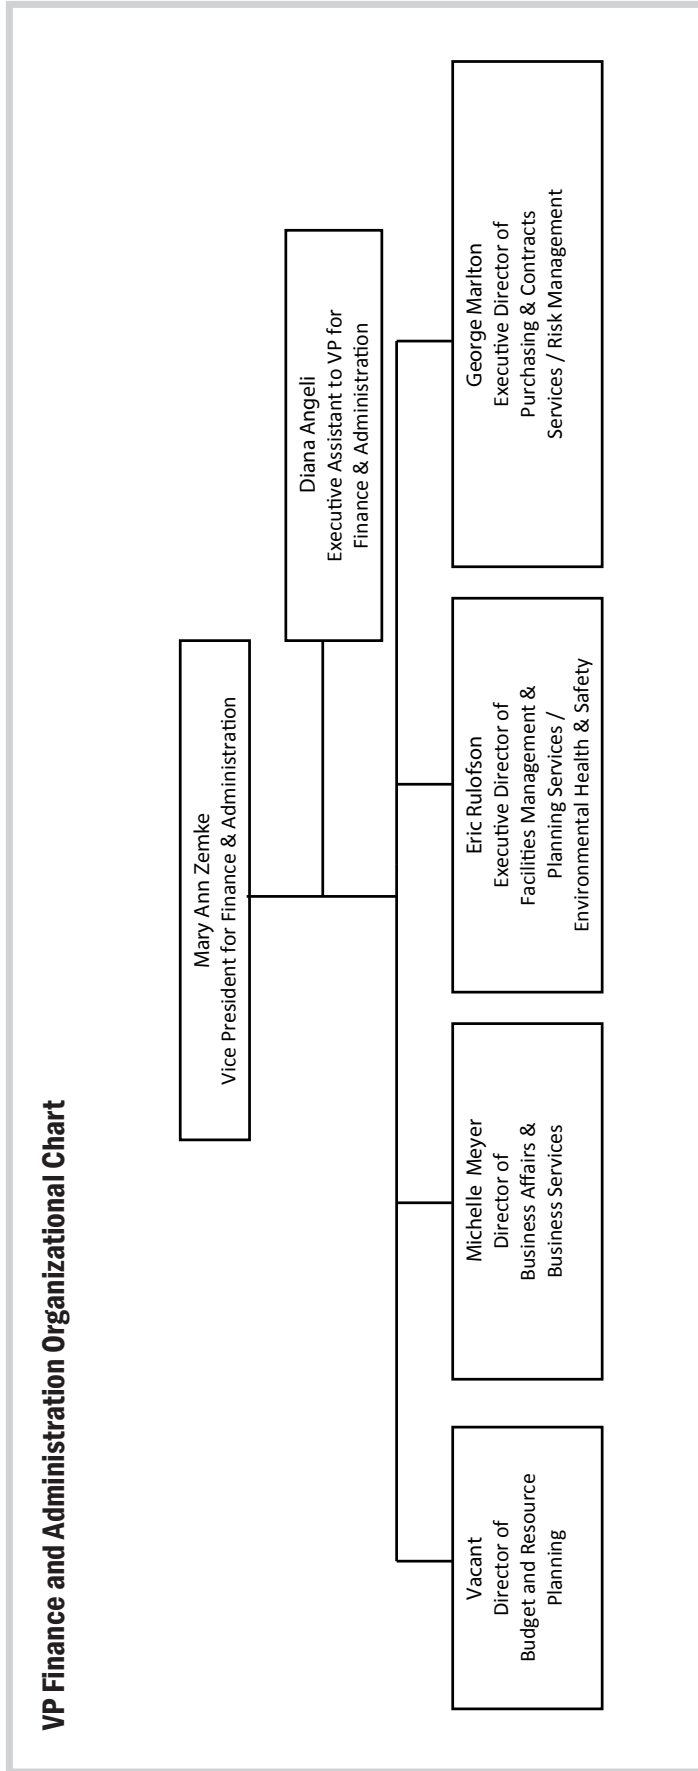 VP Finance and Administration Organizational Chart
Mary Ann Zemke
Vice President for Finance & Administration
Diana Angeli
Executive Assistant to VP for
Finance & Administration
Vacant
Director of
Budget and Resource
Planning
Michelle  Meyer
Director of
Business Affairs &
Business Services
Eric Rulofson
Executive Director of
Facilities Management &
Planning Services /
Environmental Health & Safety
George Marlton
Executive Director of
Purchasing & Contracts
Services / Risk Management